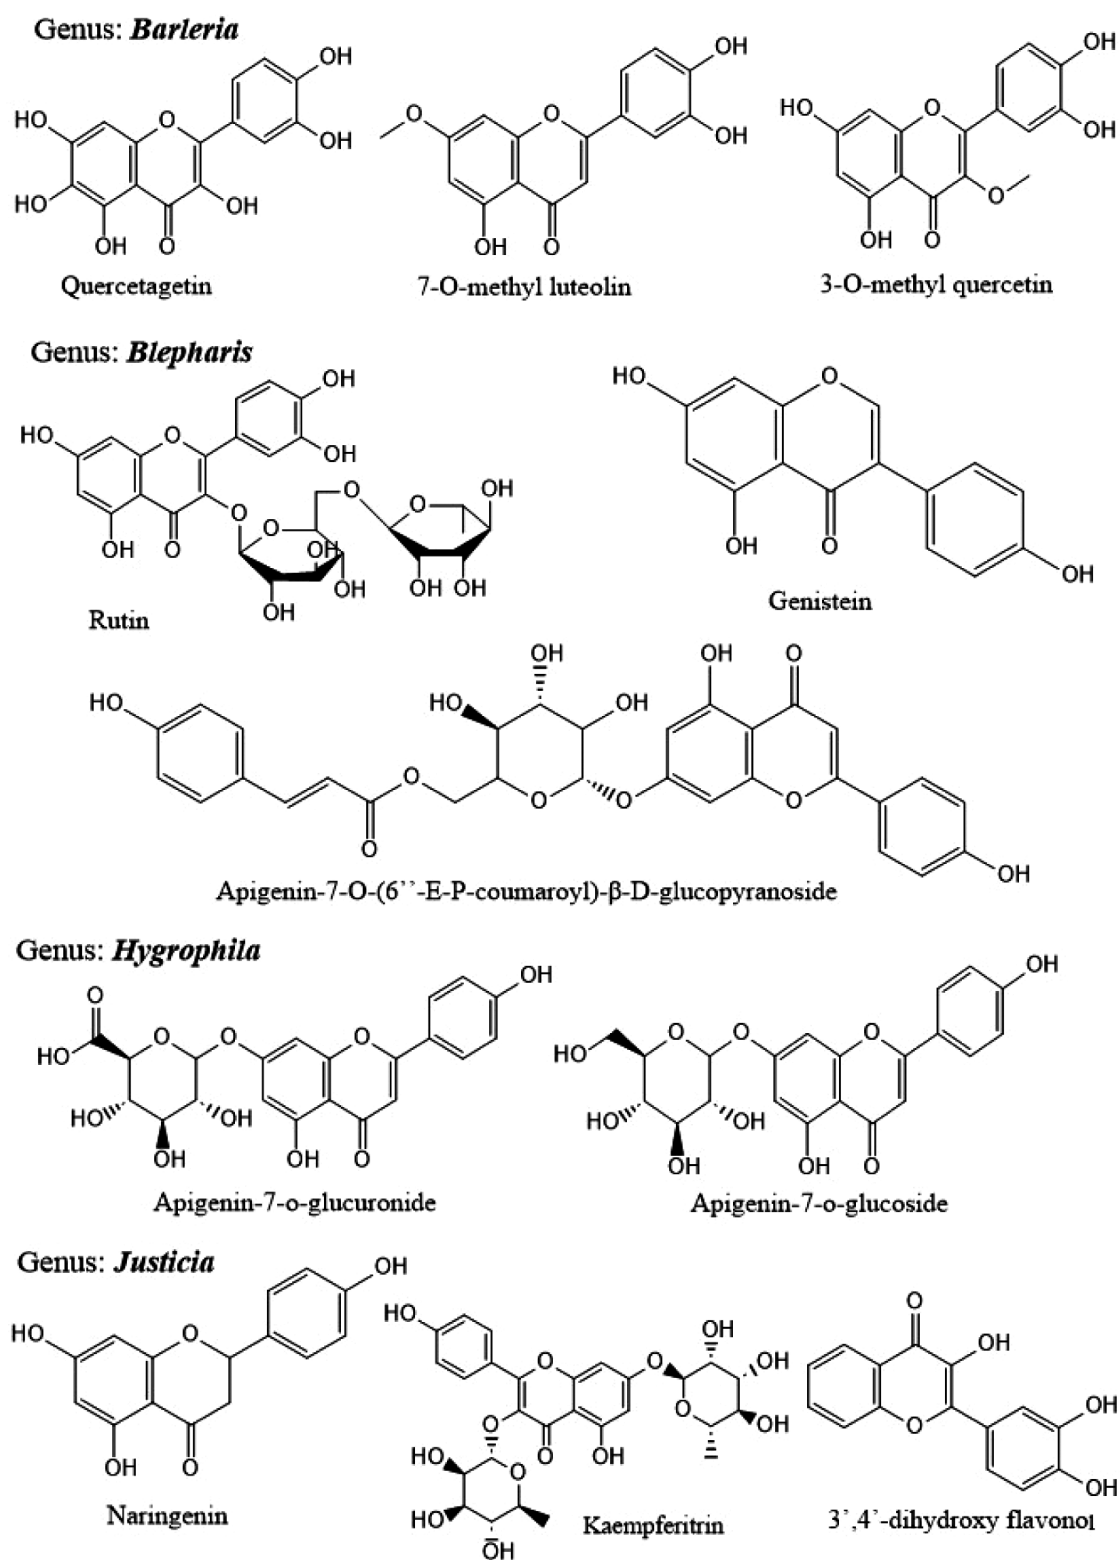 Genus: Barleria
OH
HO
O
OH
HO
OH
OH
O
Quercetagetin
OH
O
O
OH
OH
O
7-O-methyl luteolin
OH
HO
O
OH
O
OH
O
3-O-methyl quercetin
Genus: Blepharis
OH
HO
O
OH
O
OH
O
O
O
OH
O
OH
OH
OH
OH
OH
Rutin
HO
O
OH
O
OH
Genistein
HO
O
O
OH
HO
OH
O
O
OH
O
O
OH
Apigenin-7-O-(6’’-E-P-coumaroyl)-β-D-glucopyranoside
Genus: Hygrophila
O
HO
O
O
O
OH
HO
OH
OH
OH
O
Apigenin-7-o-glucuronide
HO
O
O
O
OH
HO
OH
OH
OH
O
Apigenin-7-o-glucoside
Genus: Justicia
OH
HO
O
OH
O
Naringenin
HO
O
O
OH
OH
O
OH
O
O
OH
HO
O
HO
OH
Kaempferitrin
O
OH
O
OH
OH
3’,4’-dihydroxy flavonol